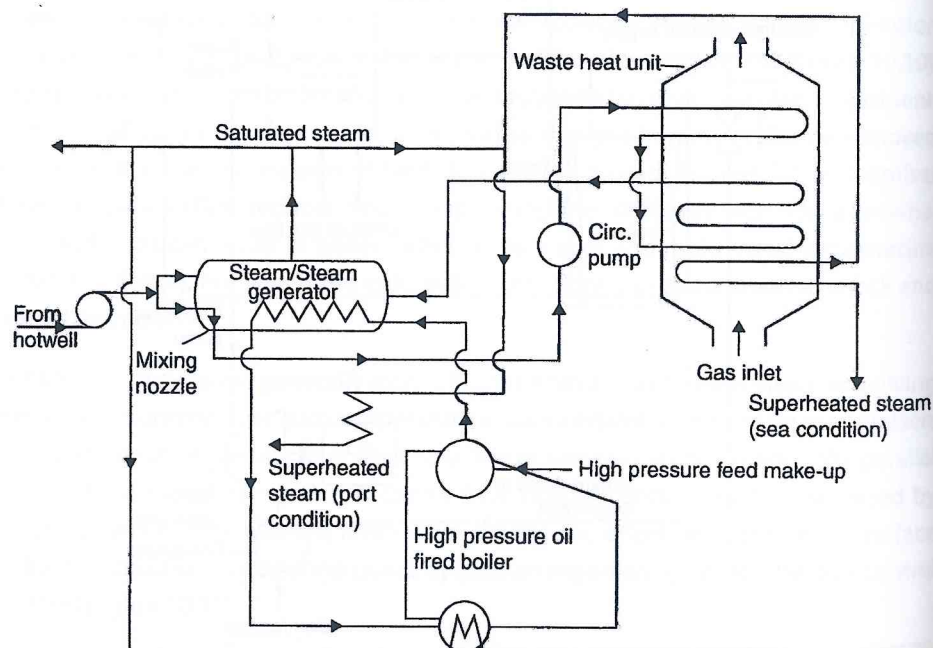 Waste heat unit
Saturated steam
Circ.
pump
Steam/Steam
generator
From
hotwell
Mixing
nozzle
Gas inlet
Superheated steam
(sea condition)
Superheated
steam (port
condition)
High pressure feed make-up
High pressure oil
fired boiler